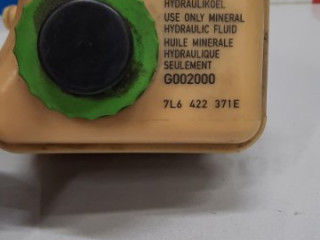 HYDRAULIKOEL
USE ONLY MINERAL
HYDRAULIC FLUID
HUILE MINERALE
HYDRAULIQUE
SEULEMENT
G002000
7L6 422 371E